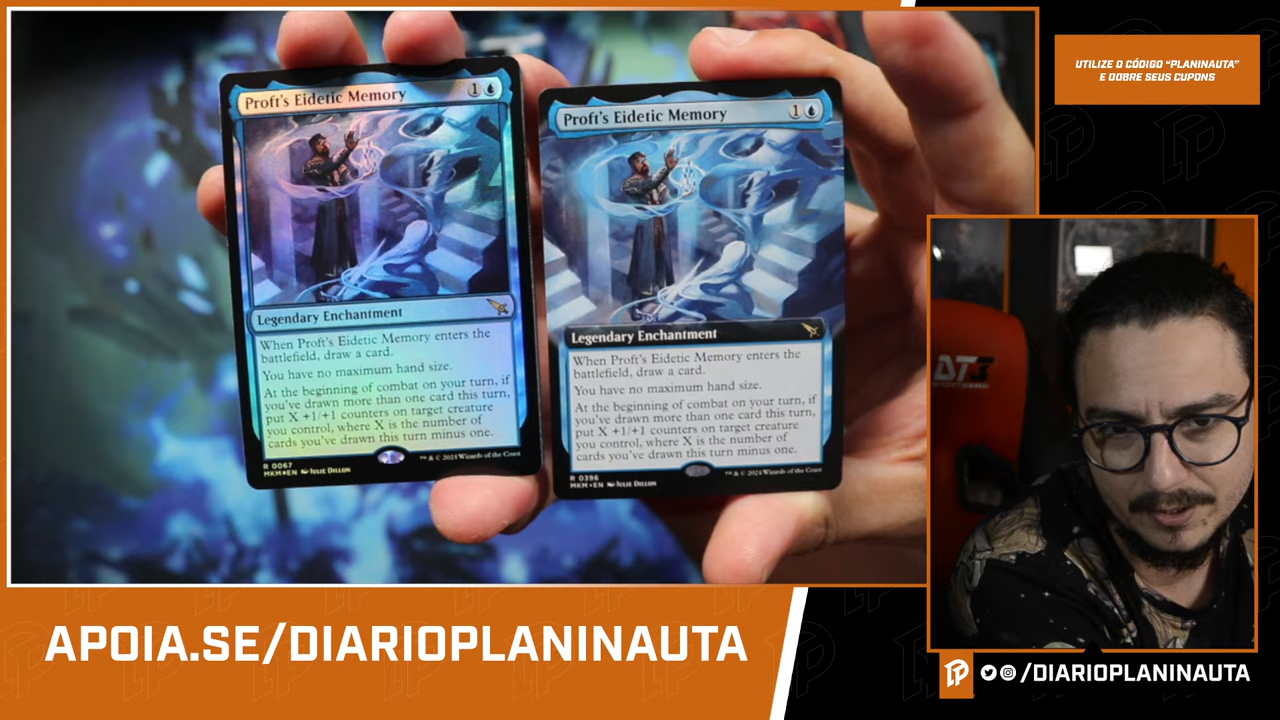 UTILIZE O CÓDIGO “PLANINAUTA”
E DOBRE SEUS CUPONS
Proft's Eidetic Memory 1
Legendary Enchantment
When Proft's Eidetic Memory enters the
battlefield, draw a card.
You have no maximum hand size.
At the beginning of combat on your turn, if
you've drawn more than one card this turn,
put X +1/+1 counters on target creature
you control, where X is the number of
cards you've drawn this turn minus one.
R 0067
MKM★EN JULIE DILLON
™ & © 2024 Wizards of the Coast
Proft's Eidetic Memory 1
Legendary Enchantment
When Proft's Eidetic Memory enters the
battlefield, draw a card.
You have no maximum hand size.
At the beginning of combat on your turn, if
you've drawn more than one card this turn,
put X +1/+1 counters on target creature
you control, where X is the number of
cards you've drawn this turn minus one.
R 0396
MKM•EN JULIE DILLON
™ & © 2024 Wizards of the Coast
DT3
APOIA.SE/DIARIOPLANINAUTA
/DIARIOPLANINAUTA